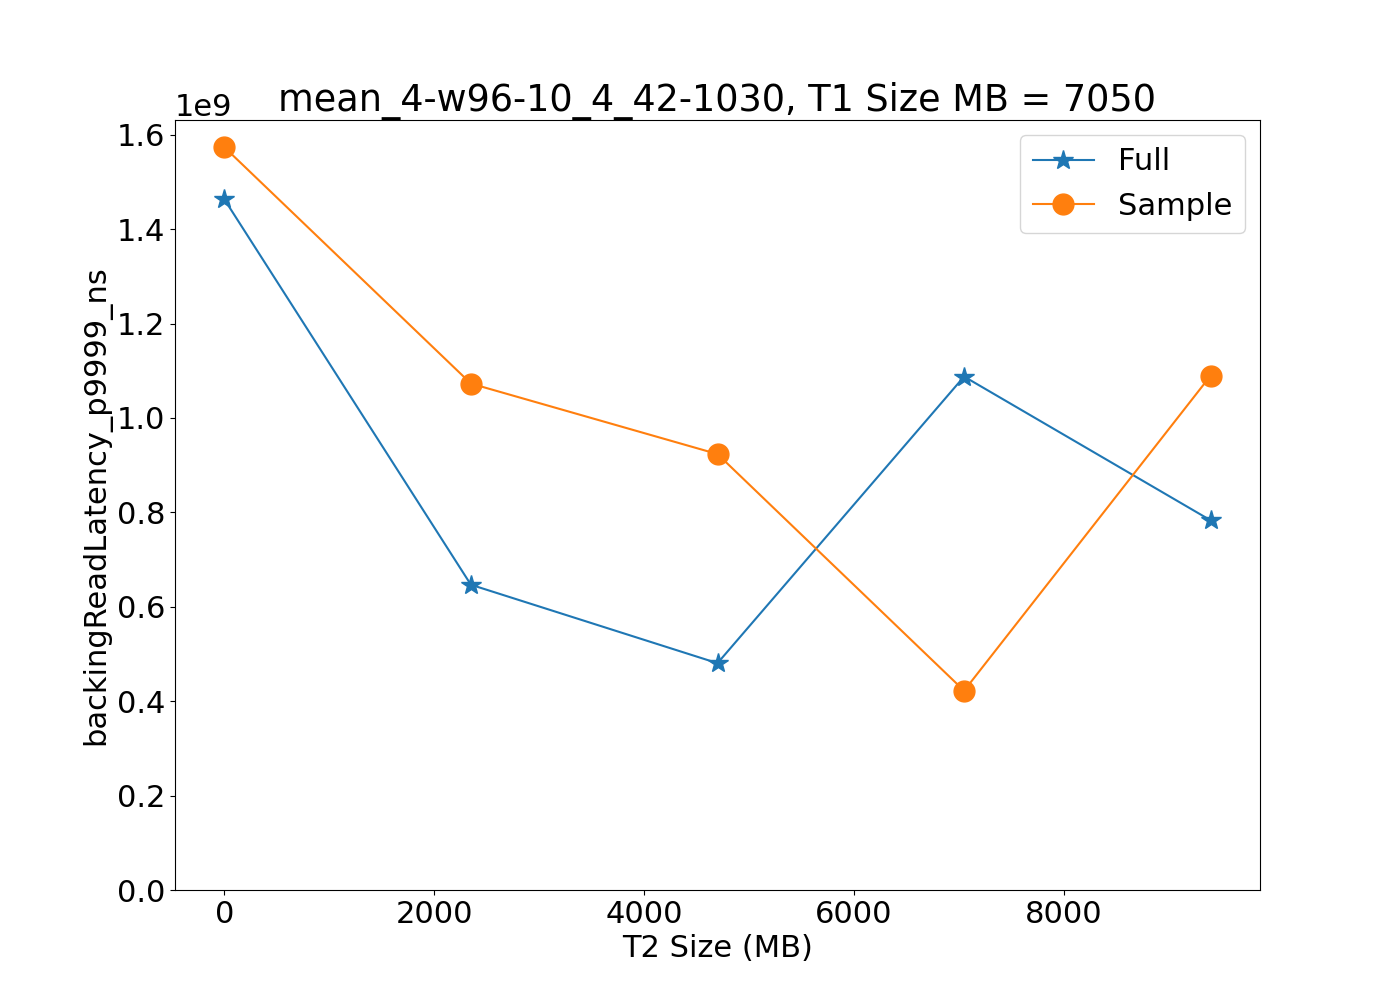 mean_4-w96-10_4_42-1030, T1 Size MB = 7050
1e9
Full
Sample
backingReadLatency_p9999_ns
1.6
1.4
1.2
1.0
0.8
0.6
0.4
0.2
0.0
0 2000 4000 6000 8000
T2 Size (MB)